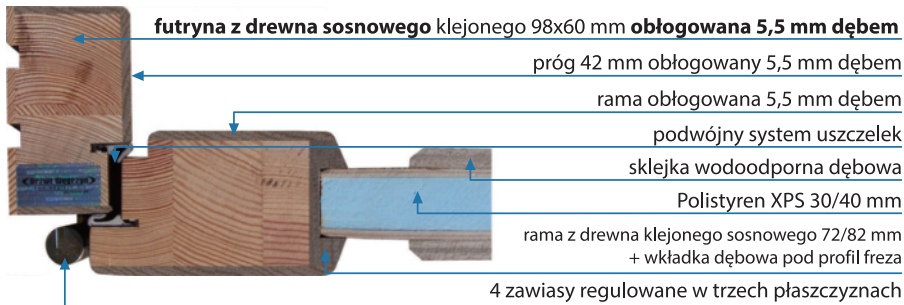 futryna z drewna sosnowego klejonego 98x60 mm obłogowana 5,5 mm dębem
próg 42 mm obłogowany 5,5 mm dębem
rama obłogowana 5,5 mm dębem
podwójny system uszczelek
sklejka wodoodporna dębowa
Polistyren XPS 30/40 mm
rama z drewna klejonego sosnowego 72/82 mm
+ wkładka dębowa pod profil freza
4 zawiasy regulowane w trzech płaszczyznach